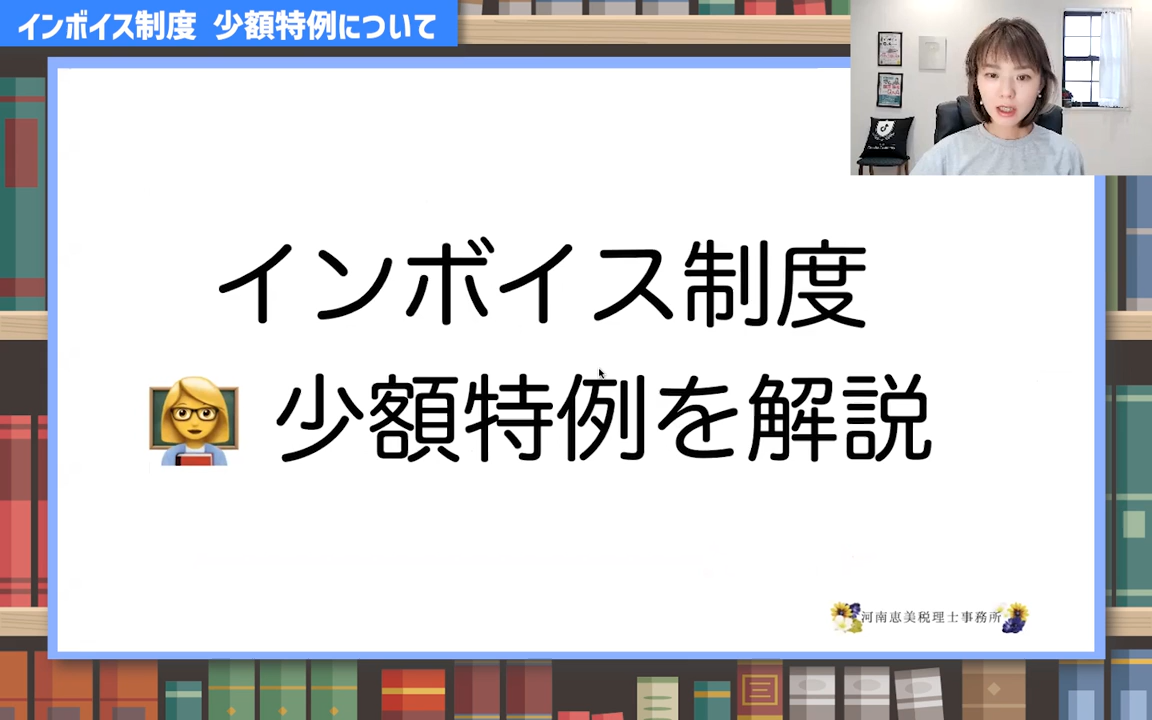 インボイス制度 少額特例について
インボイス制度
少額特例を解説
河南恵美税理士事務所